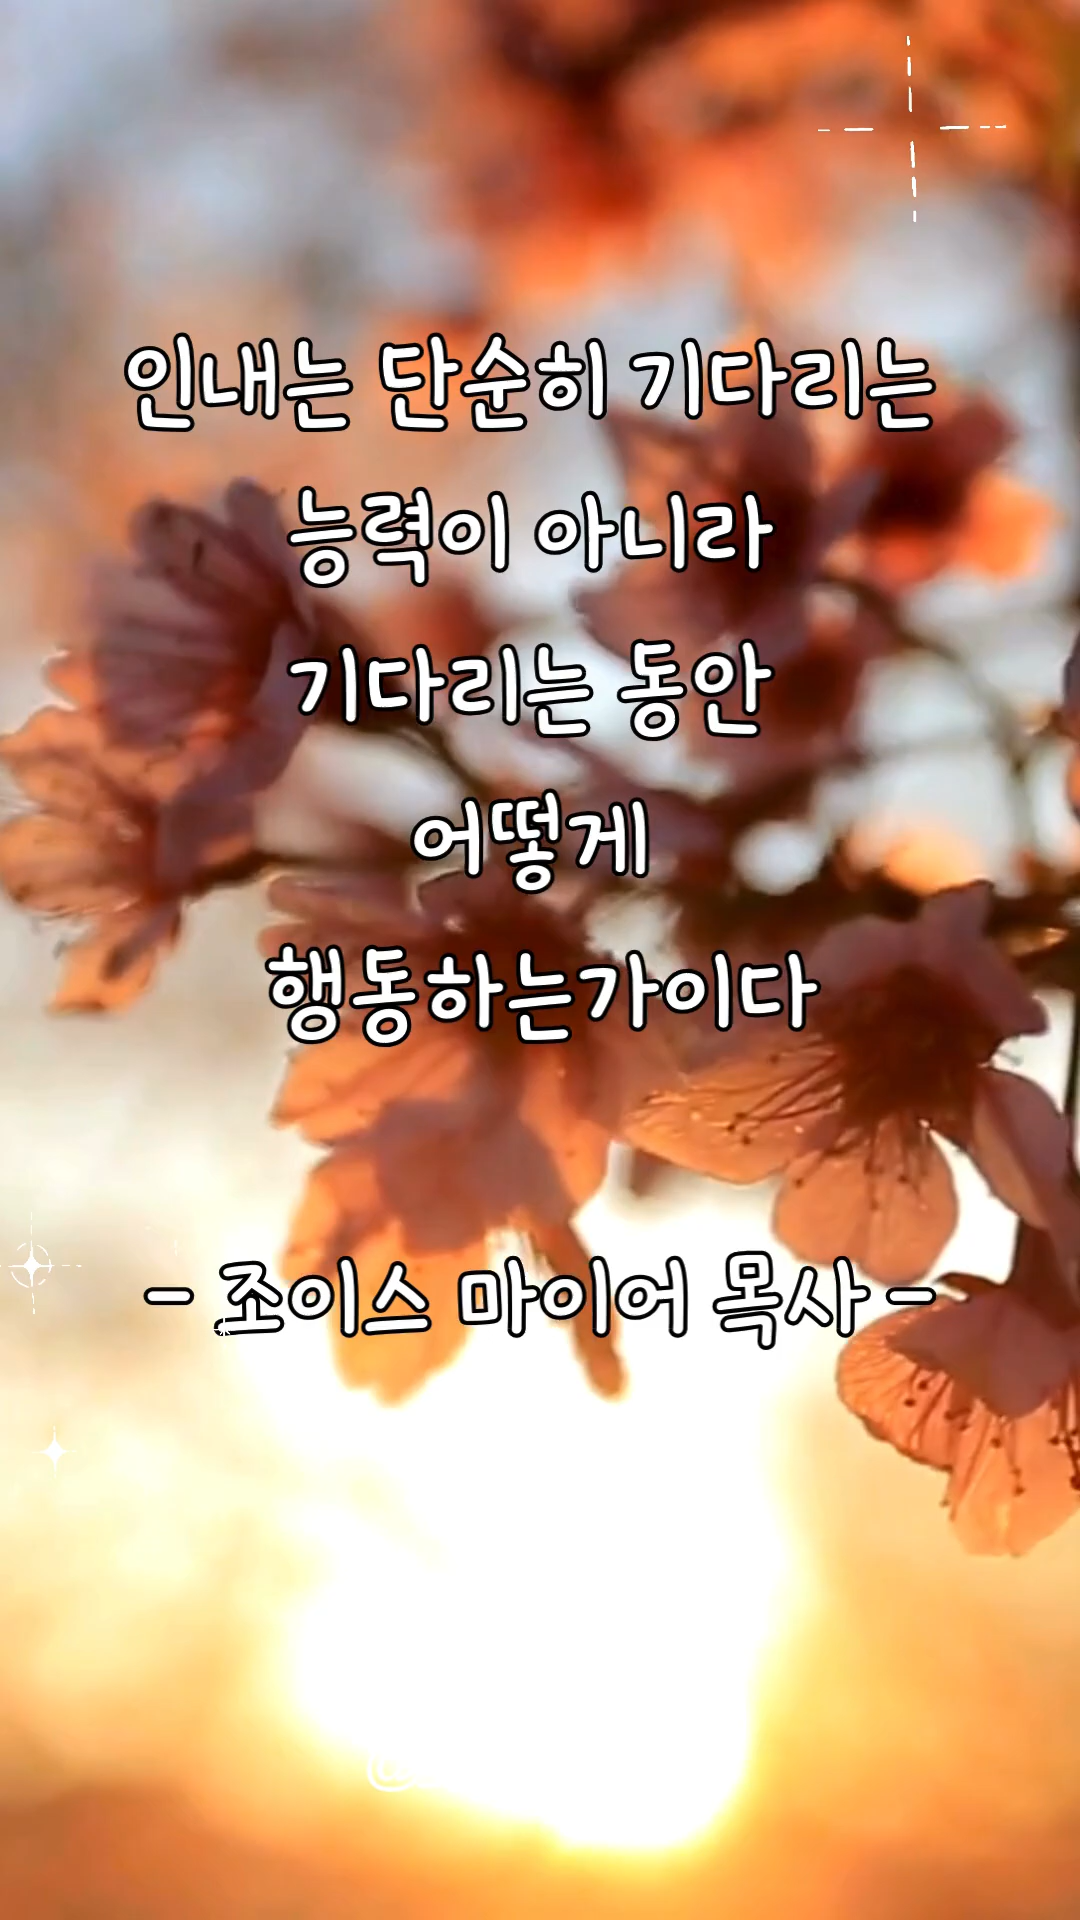 인내는 단순히 기다리는
능력이 아니라
기다리는 동안
어떻게
행동하는가이다
- 조이스 마이어 목사 -